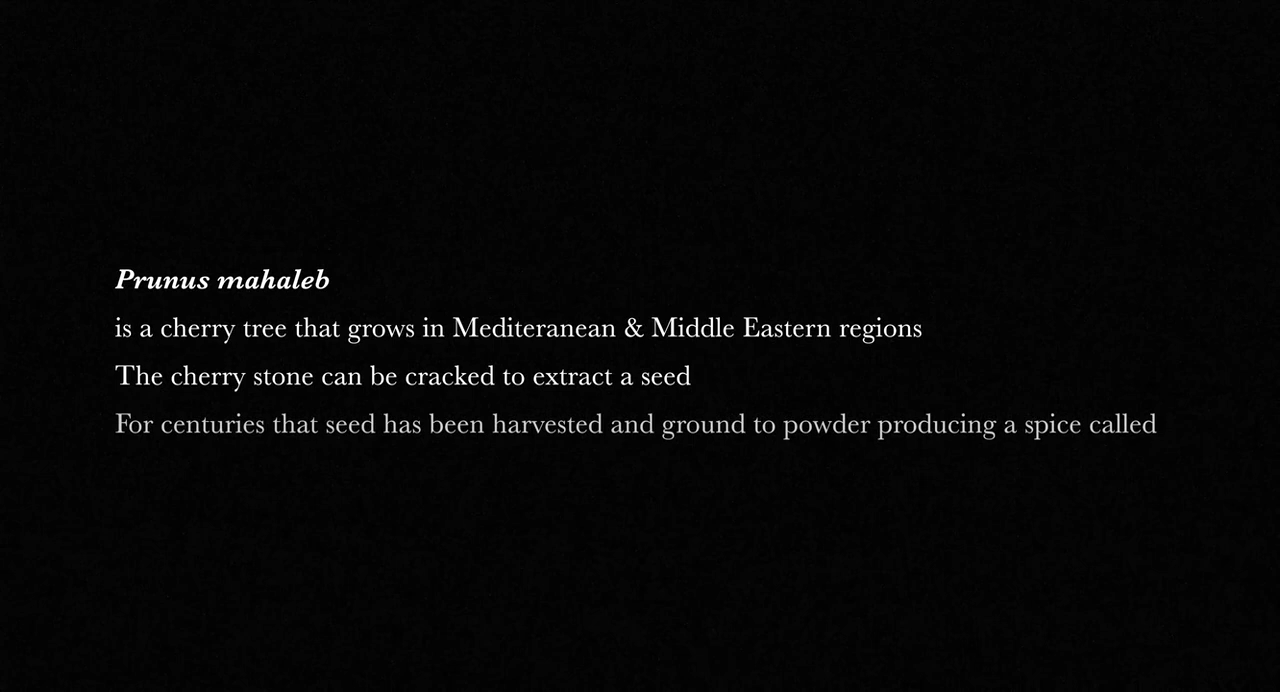 Prunus mahaleb
is a cherry tree that grows in Mediteranean & Middle Eastern regions
The cherry stone can be cracked to extract a seed
For centuries that seed has been harvested and ground to powder producing a spice called